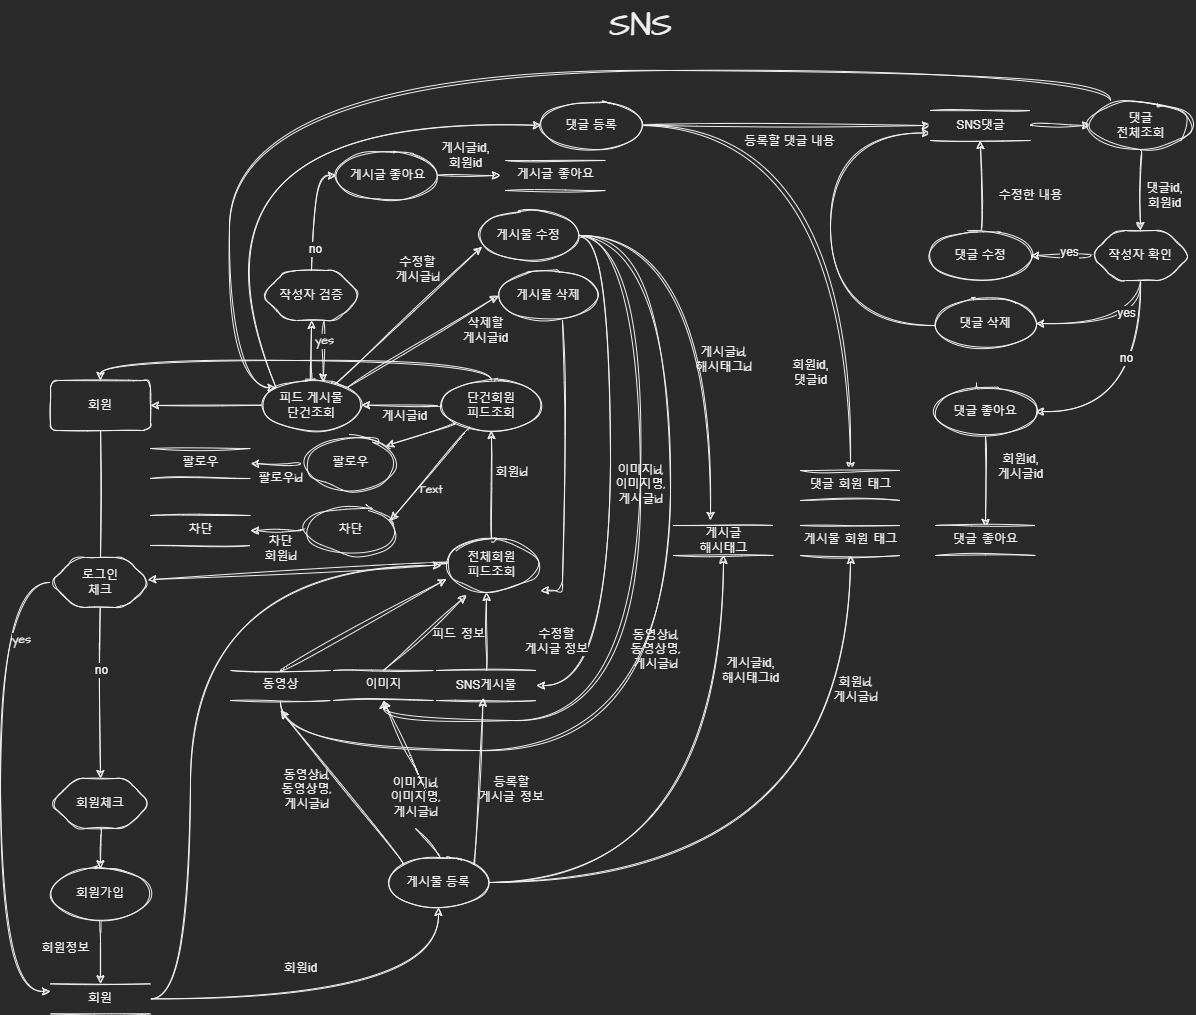 SNS
댓글 등록
등록할 댓글 내용
SNS댓글
댓글
전체조회
게시글id,
회원id
게시글 좋아요
게시글 좋아요
수정한 내용
댓글id,
회원id
게시물 수정
no
수정할
게시글id
댓글 수정
yes
작성자 확인
작성자 검증
게시물 삭제
yes
삭제할
게시글id
댓글 삭제
yes
게시글id,
해시태그id
회원id,
댓글id
no
회원
피드 게시물
단건조회
게시글id
단건회원
피드조회
댓글 좋아요
팔로우
팔로우id
팔로우
Text
회원id
이미지id,
이미지명,
게시글id
회원id,
게시글id
댓글 회원 태그
차단
차단
회원id
차단
게시글
해시태그
게시물 회원 태그
댓글 좋아요
로그인
체크
전체회원
피드조회
yes
no
피드 정보
수정할
게시글 정보
동영상id,
동영상명,
게시글id
게시글id,
해시태그id
회원id,
게시글id
동영상
이미지
SNS게시물
동영상id,
동영상명,
게시글id
이미지id,
이미지명,
게시글id
등록할
게시글 정보
회원체크
게시물 등록
회원가입
회원정보
회원id
회원